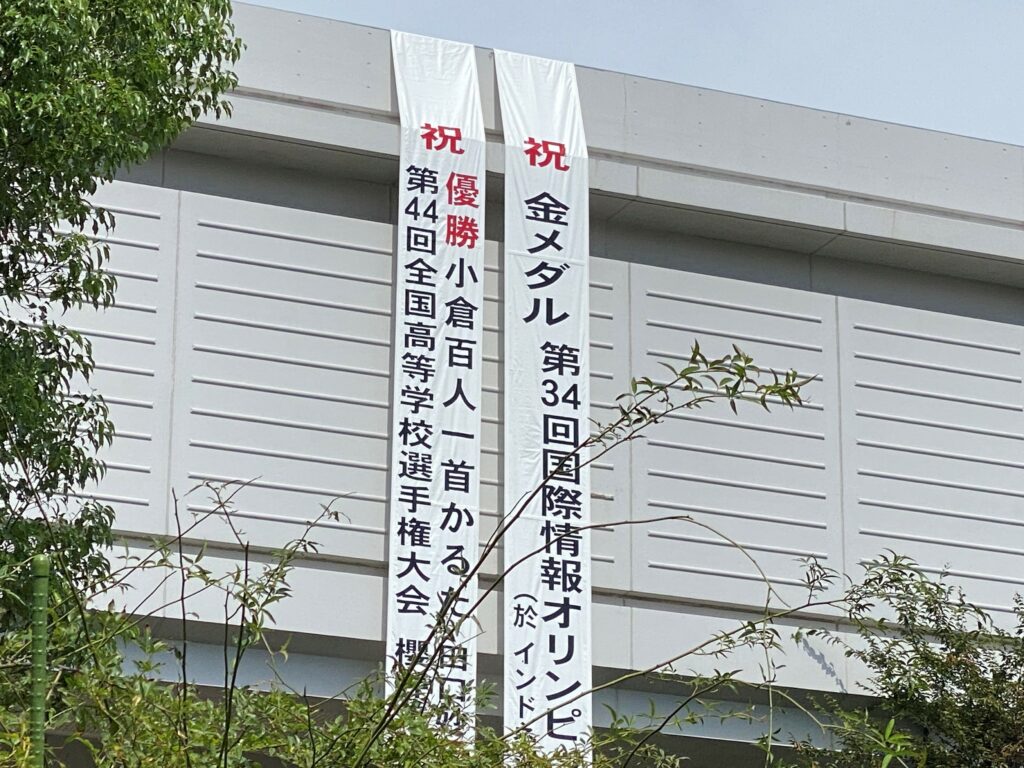 祝
金メダル
第34回国際情報オリンピ
(於 インド
祝
優勝 小倉百人一首かるた
第44回全国高等学校選手権大会 櫻